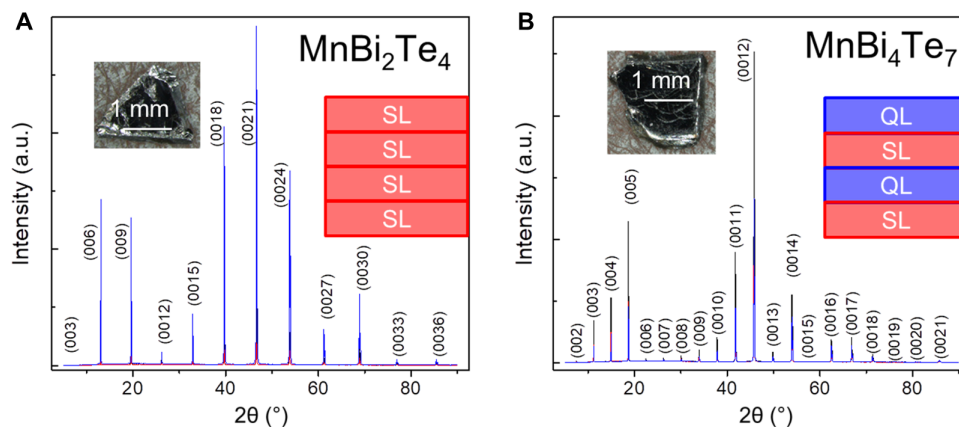 A
MnBi₂Te₄
1 mm
SL
SL
SL
SL
(003)
(006)
(009)
(0012)
(0015)
(0018)
(0021)
(0024)
(0027)
(0030)
(0033)
(0036)
Intensity (a.u.)
0
20
40
60
80
2θ (°)
B
MnBi₄Te₇
1 mm
QL
SL
QL
SL
(002)
(003)
(004)
(005)
(006)
(007)
(008)
(009)
(0010)
(0011)
(0012)
(0013)
(0014)
(0015)
(0016)
(0017)
(0018)
(0019)
(0020)
(0021)
Intensity (a.u.)
20
40
60
80
2θ (°)